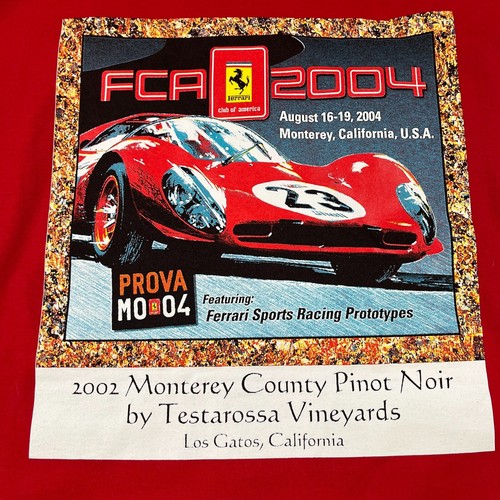 FCA 2004
Ferrari
club of america
August 16-19, 2004
Monterey, California, U.S.A.
23
PROVA
MO 04
Featuring:
Ferrari Sports Racing Prototypes
2002 Monterey County Pinot Noir
by Testarossa Vineyards
Los Gatos, California